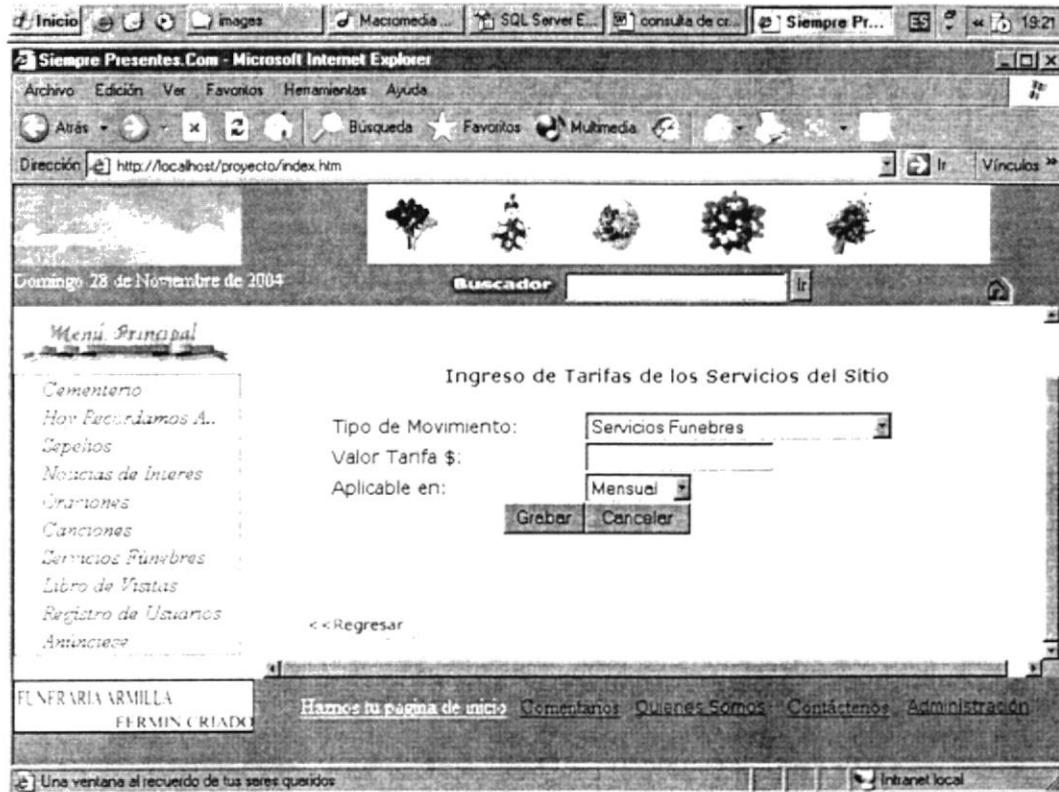 Inicio images Macromedia ... SQL Server E... consulta de cr... Siempre Pr... ES « 19:21
Siempre Presentes.Com - Microsoft Internet Explorer
Archivo Edición Ver Favoritos Herramientas Ayuda
Atrás Búsqueda Favoritos Multimedia
Dirección http://localhost/proyecto/index.htm Ir Vínculos »
Domingo 28 de Noviembre de 2004
Buscador Ir
Menú Principal
Cementerio
Hoy Recordamos A..
Sepelios
Noticias de Interes
Oraciones
Canciones
Servicios Fúnebres
Libro de Visitas
Registro de Usuarios
Anúnciese
Ingreso de Tarifas de los Servicios del Sitio
Tipo de Movimiento: Servicios Funebres
Valor Tarifa $:
Aplicable en: Mensual
Grabar Cancelar
<<Regresar
FUNERARIA ARMILLA
FERMIN CRIADO
Haznos tu pagina de inicio Comentarios Quienes Somos Contáctenos Administración
Una ventana al recuerdo de tus seres queridos Intranet local